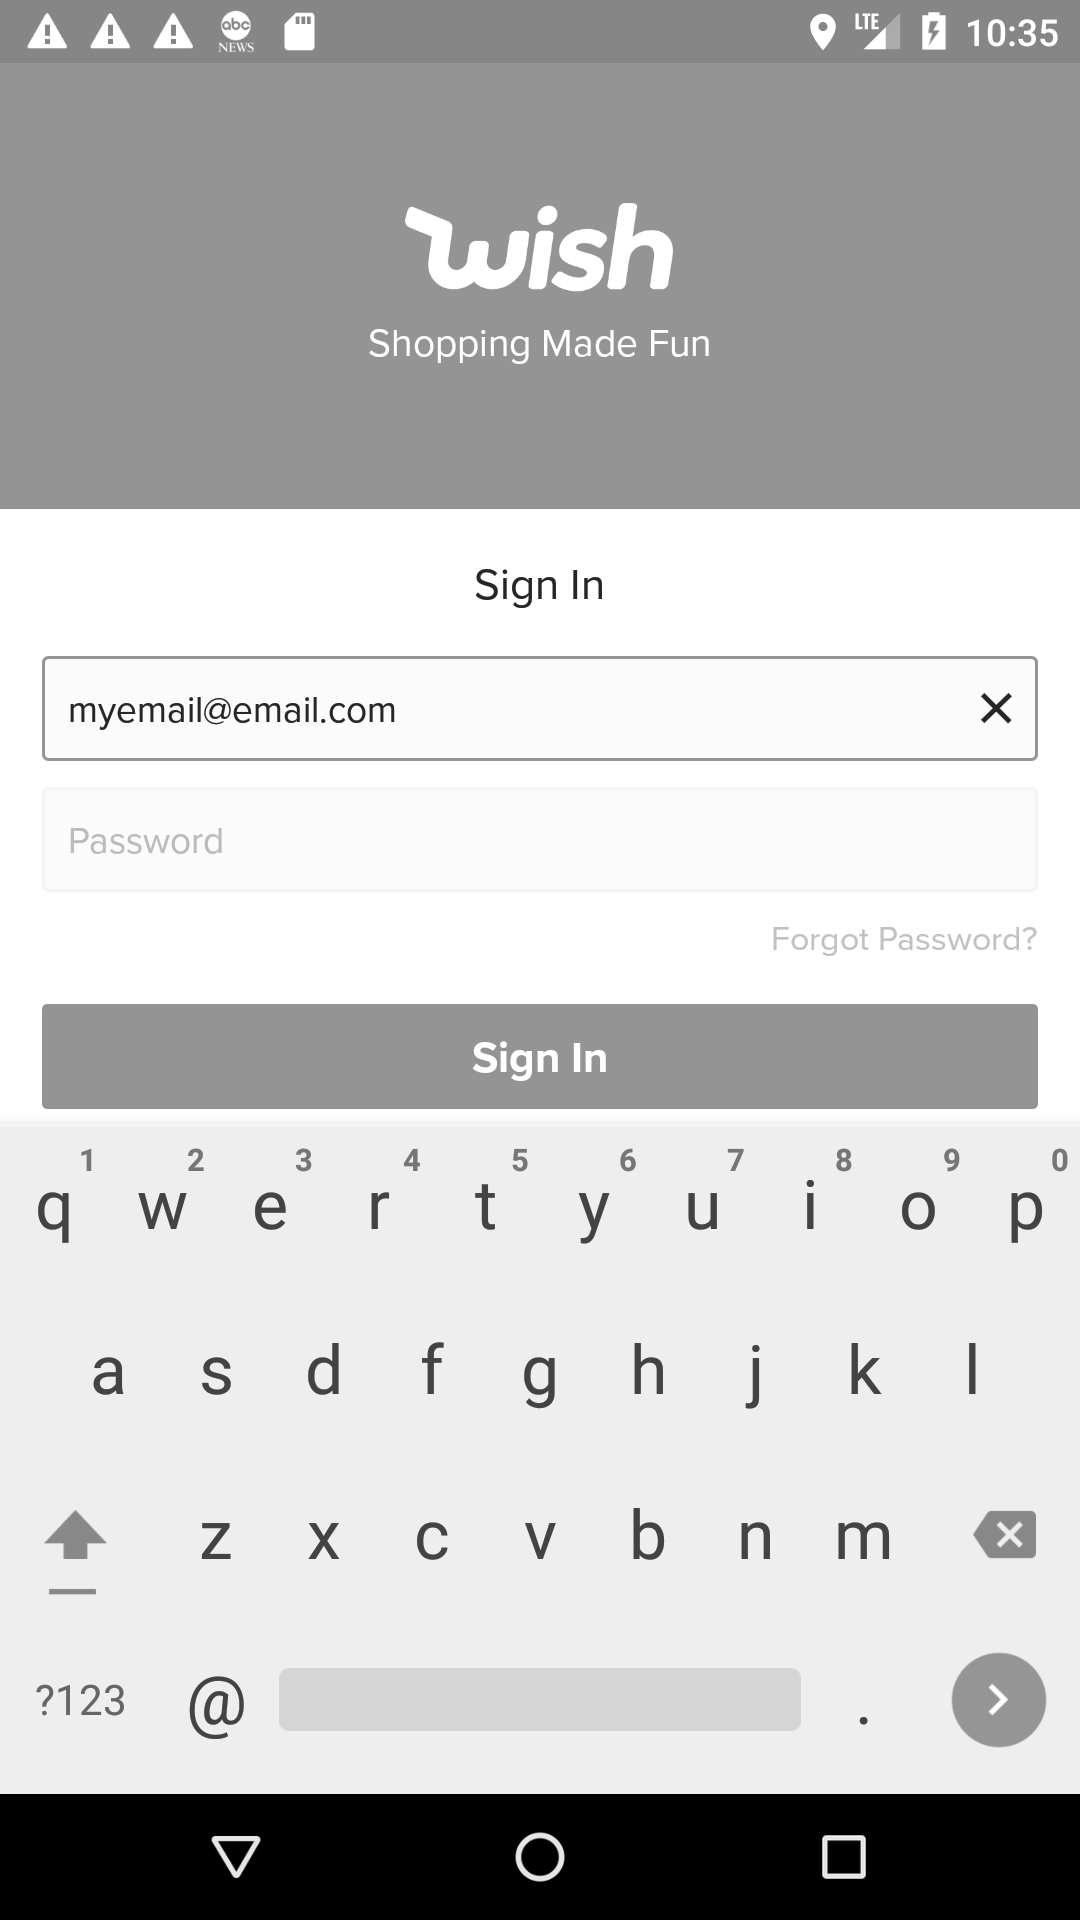 abc NEWS LTE 10:35
wish
Shopping Made Fun
Sign In
myemail@email.com
Password
Forgot Password?
Sign In
1 2 3 4 5 6 7 8 9 0
q w e r t y u i o p
a s d f g h j k l
z x c v b n m
?123 @ .